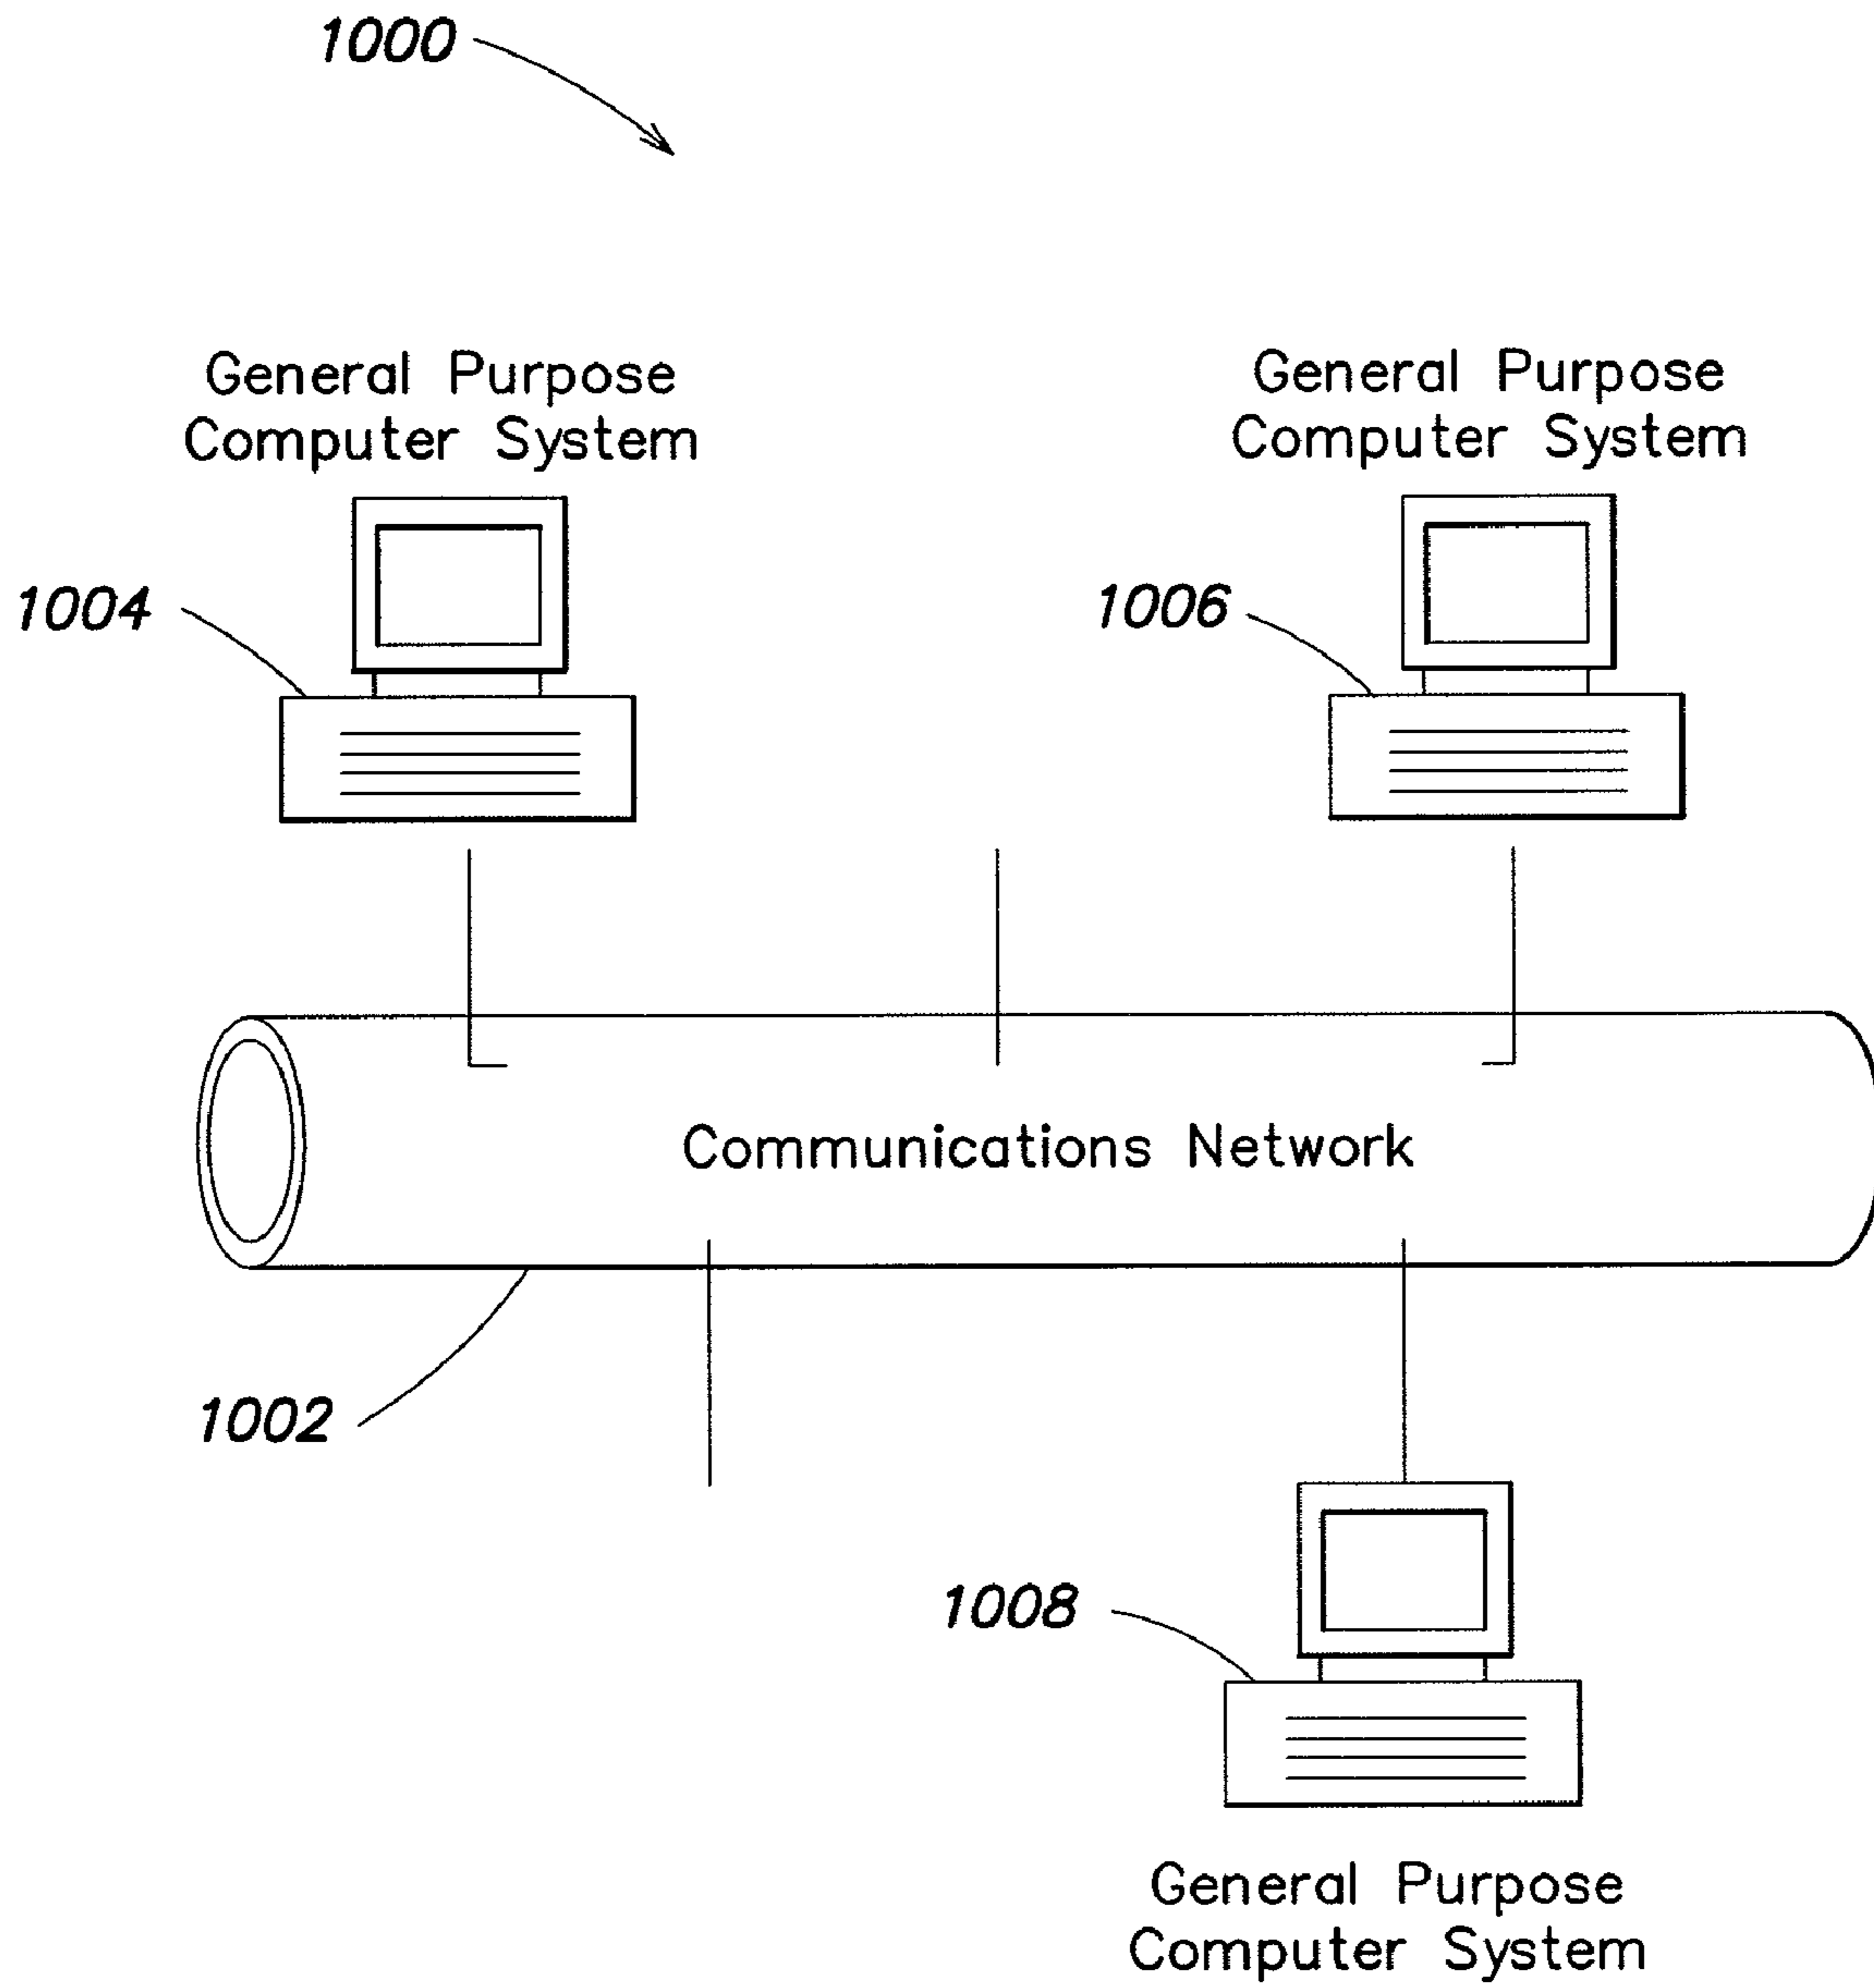 1000
General Purpose
Computer System
General Purpose
Computer System
1004
1006
Communications Network
1002
1008
General Purpose
Computer System